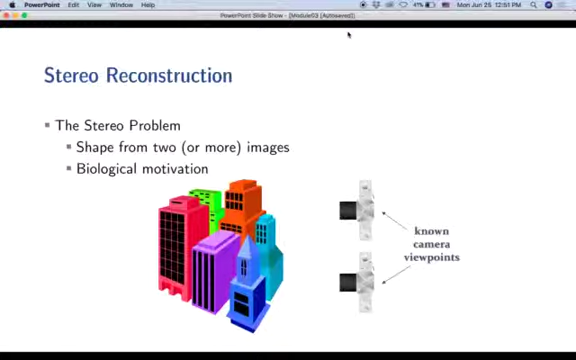 PowerPoint File Edit View Window Help 41% Mon Jun 25 12:51 PM
PowerPoint Slide Show - [Module03 [Autosaved]]
Stereo Reconstruction
The Stereo Problem
Shape from two (or more) images
Biological motivation
known
camera
viewpoints